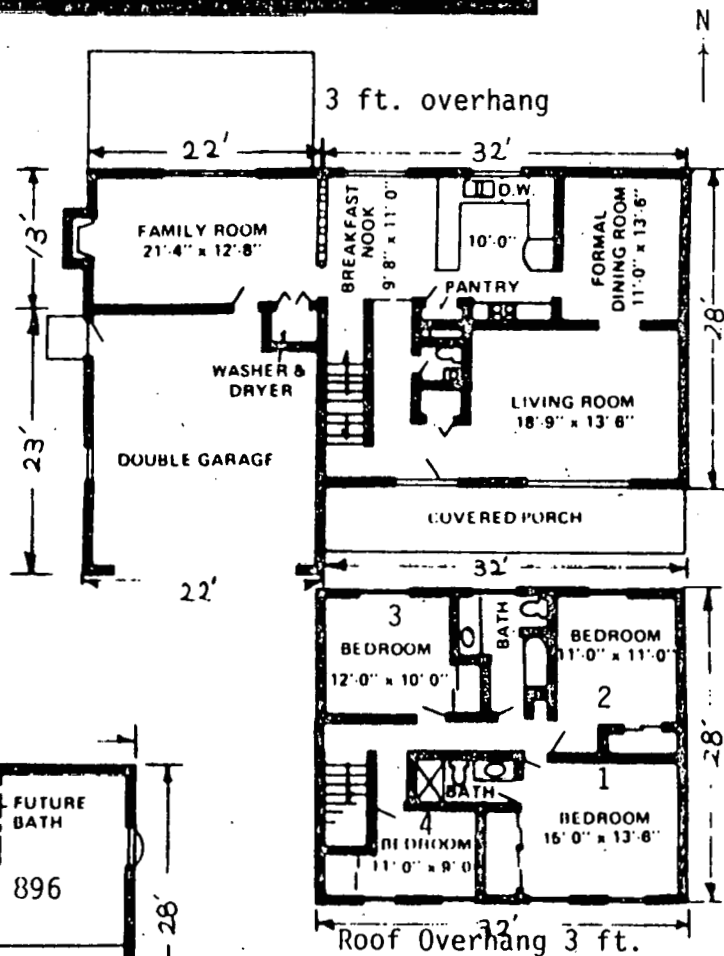 N
3 ft. overhang
22'
32'
13'
FAMILY ROOM
21'-4" x 12'-8"
BREAKFAST
NOOK
9' 8" x 11' 0"
D.W.
10'-0"
PANTRY
FORMAL
DINING ROOM
11'-0" x 13'-6"
28'
WASHER &
DRYER
23'
DOUBLE GARAGE
LIVING ROOM
18'-9" x 13' 6"
COVERED PORCH
22'
32'
3
BEDROOM
12'-0" x 10' 0"
BATH
BEDROOM
11'-0" x 11'-0"
2
28'
BATH
1
BEDROOM
15' 0" x 13'-6"
4
BEDROOM
11' 0" x 9' 0
32'
Roof Overhang 3 ft.
FUTURE
BATH
896
28'